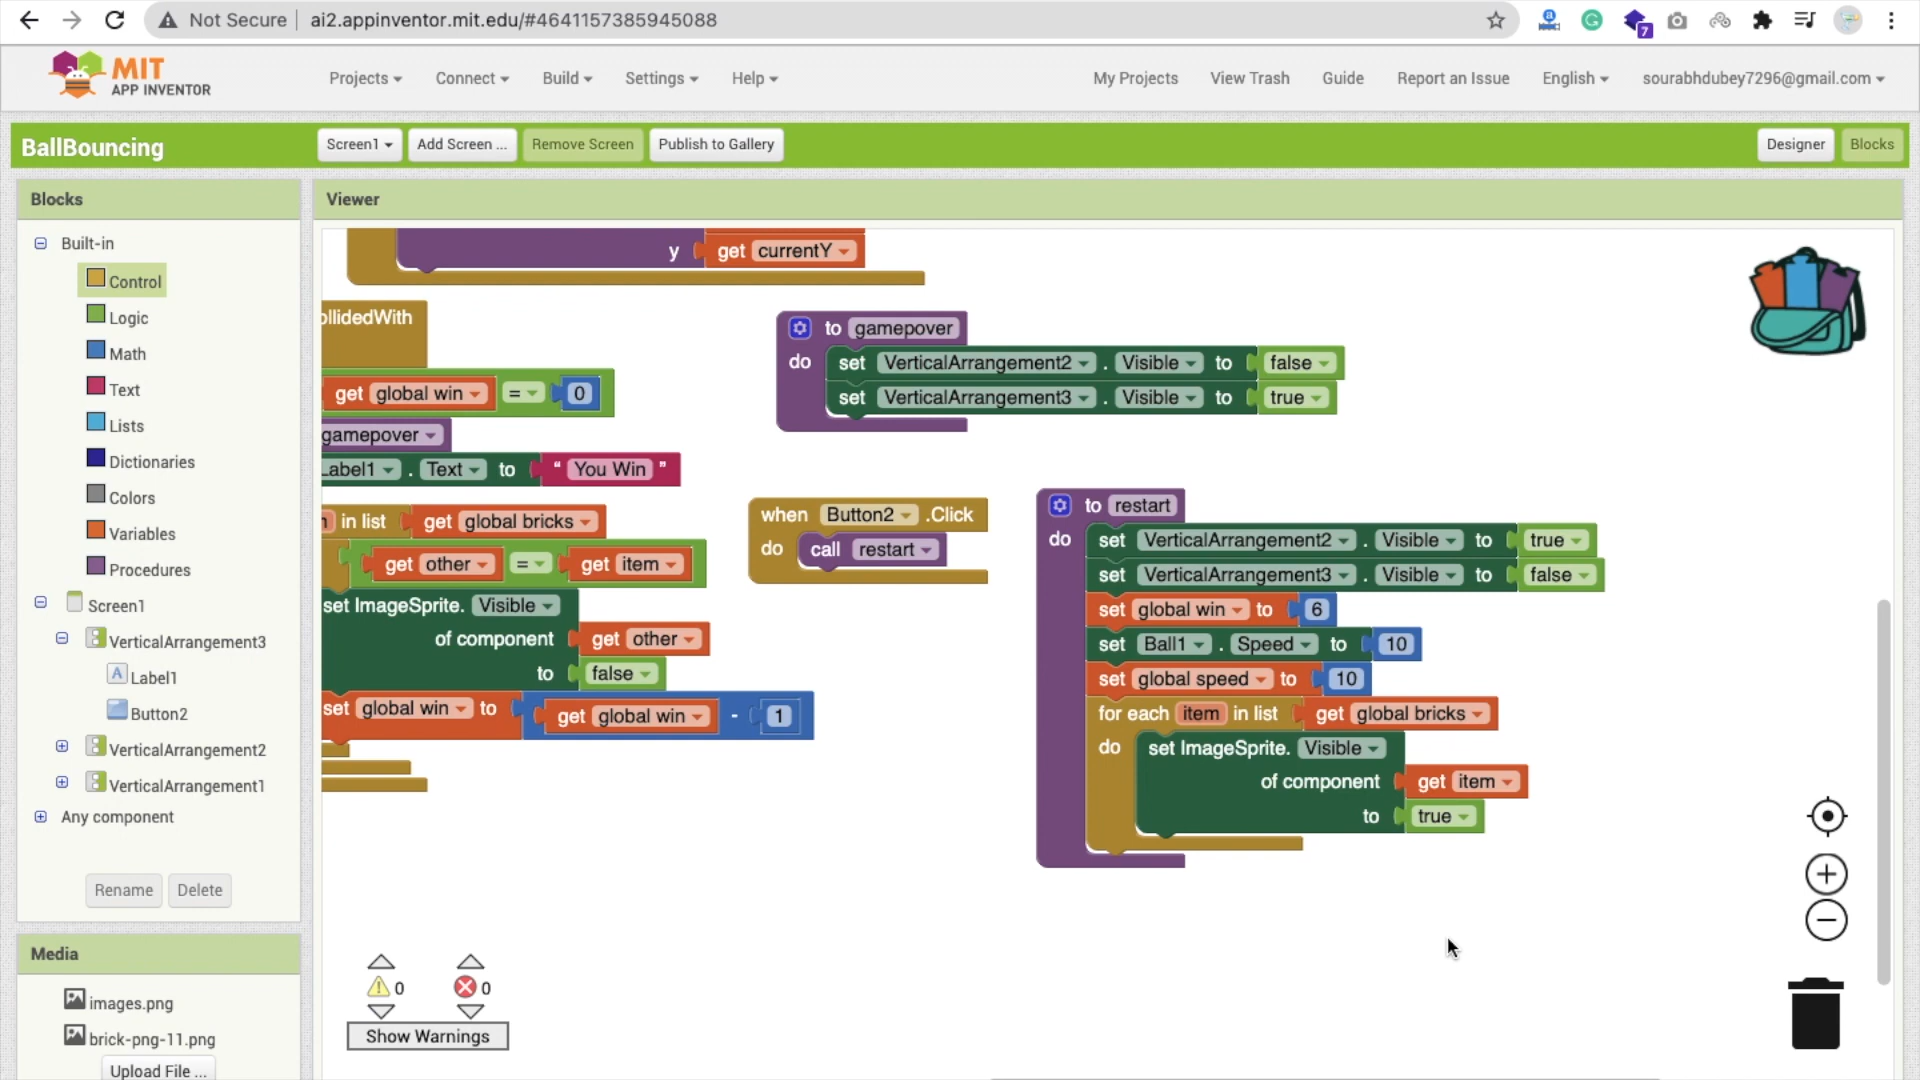 Not Secure ai2.appinventor.mit.edu/#4641157385945088
7
MIT
APP INVENTOR
Projects Connect Build Settings Help My Projects View Trash Guide Report an Issue English sourabhdubey7296@gmail.com
BallBouncing Screen1 Add Screen ... Remove Screen Publish to Gallery Designer Blocks
Blocks
Built-in
Control
Logic
Math
Text
Lists
Dictionaries
Colors
Variables
Procedures
Screen1
VerticalArrangement3
Label1
Button2
VerticalArrangement2
VerticalArrangement1
Any component
Rename Delete
Media
images.png
brick-png-11.png
Upload File ...
Viewer
y get currentY
ollidedWith
get global win = 0
gamepover
Label1 . Text to " You Win "
in list get global bricks
get other = get item
set ImageSprite. Visible
of component get other
to false
set global win to get global win - 1
to gamepover
do set VerticalArrangement2 . Visible to false
set VerticalArrangement3 . Visible to true
when Button2 .Click
do call restart
to restart
do set VerticalArrangement2 . Visible to true
set VerticalArrangement3 . Visible to false
set global win to 6
set Ball1 . Speed to 10
set global speed to 10
for each item in list get global bricks
do set ImageSprite. Visible
of component get item
to true
0 0
Show Warnings